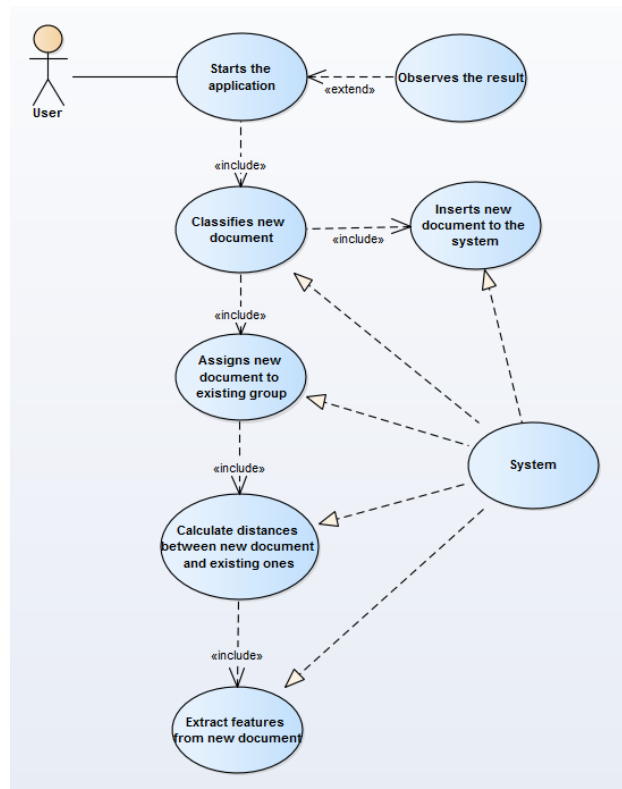 Starts the
application
Observes the result
«extend»
User
«include»
Classifies new
document
Inserts new
document to the
system
«include»
«include»
Assigns new
document to
existing group
«include»
System
Calculate distances
between new document
and existing ones
«include»
Extract features
from new document